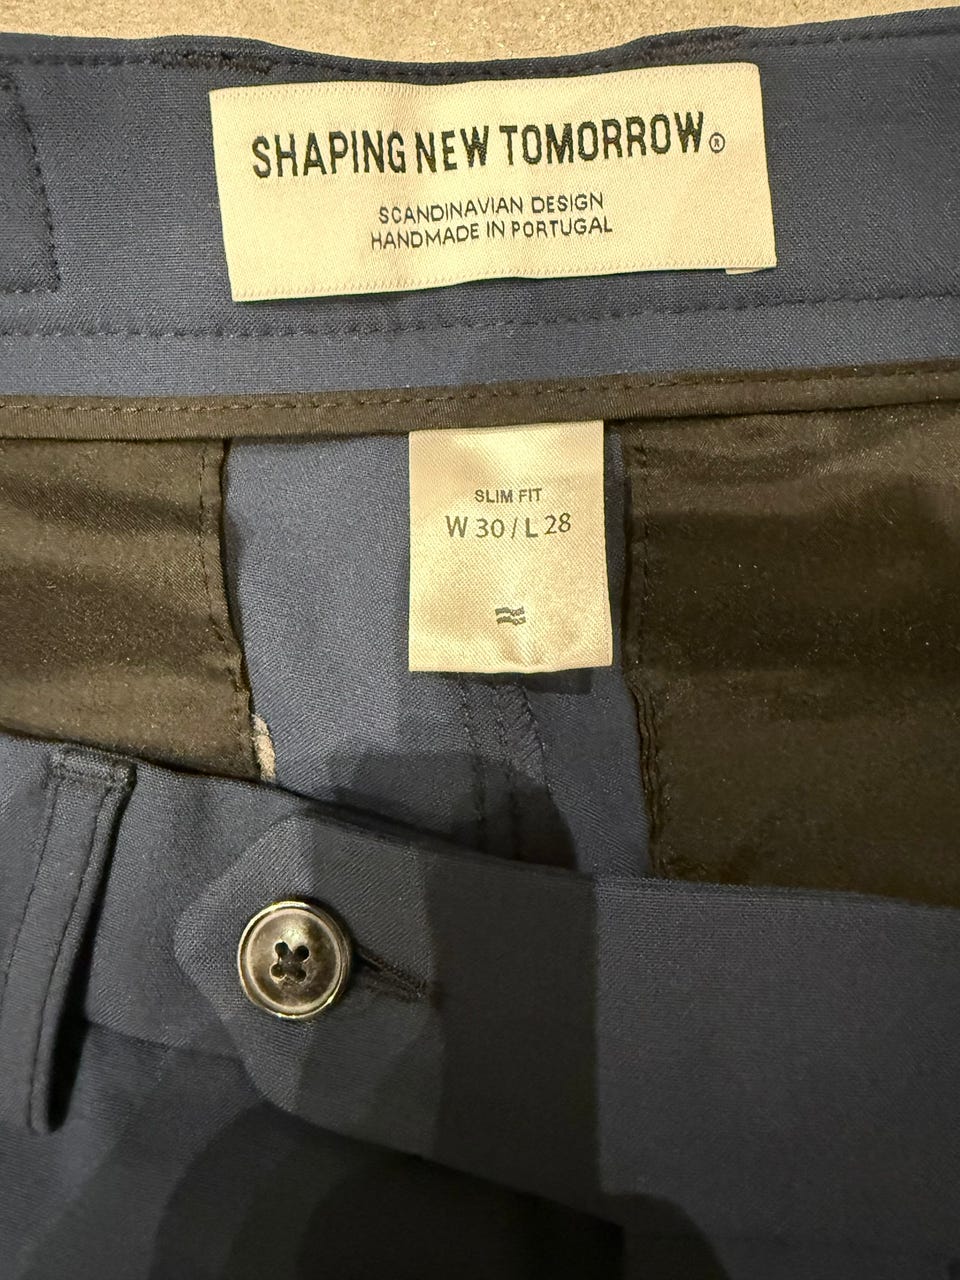 SHAPING NEW TOMORROW®
SCANDINAVIAN DESIGN
HANDMADE IN PORTUGAL
SLIM FIT
W 30 / L 28